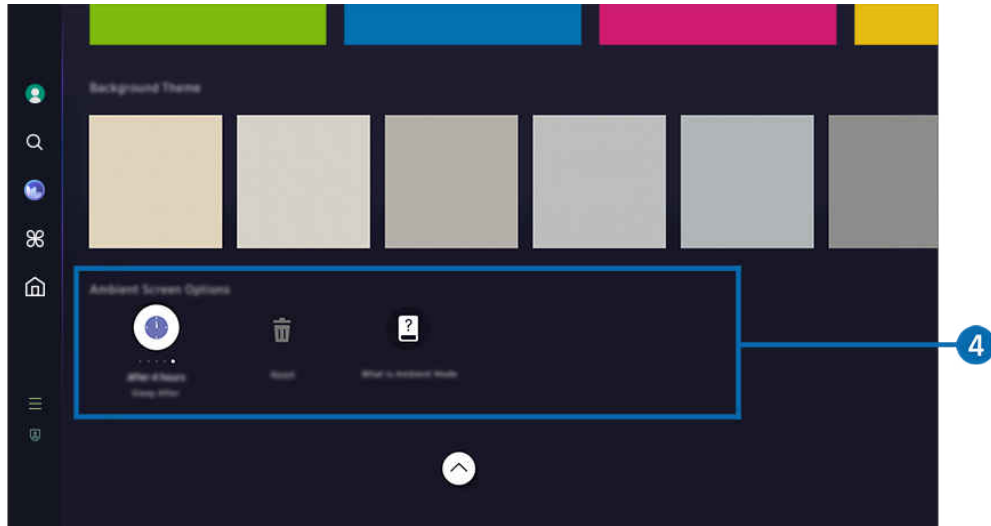 Background Theme
Ambient Screen Options
?
After 4 hours
Reset
What is Ambient Mode
Sleep After
4